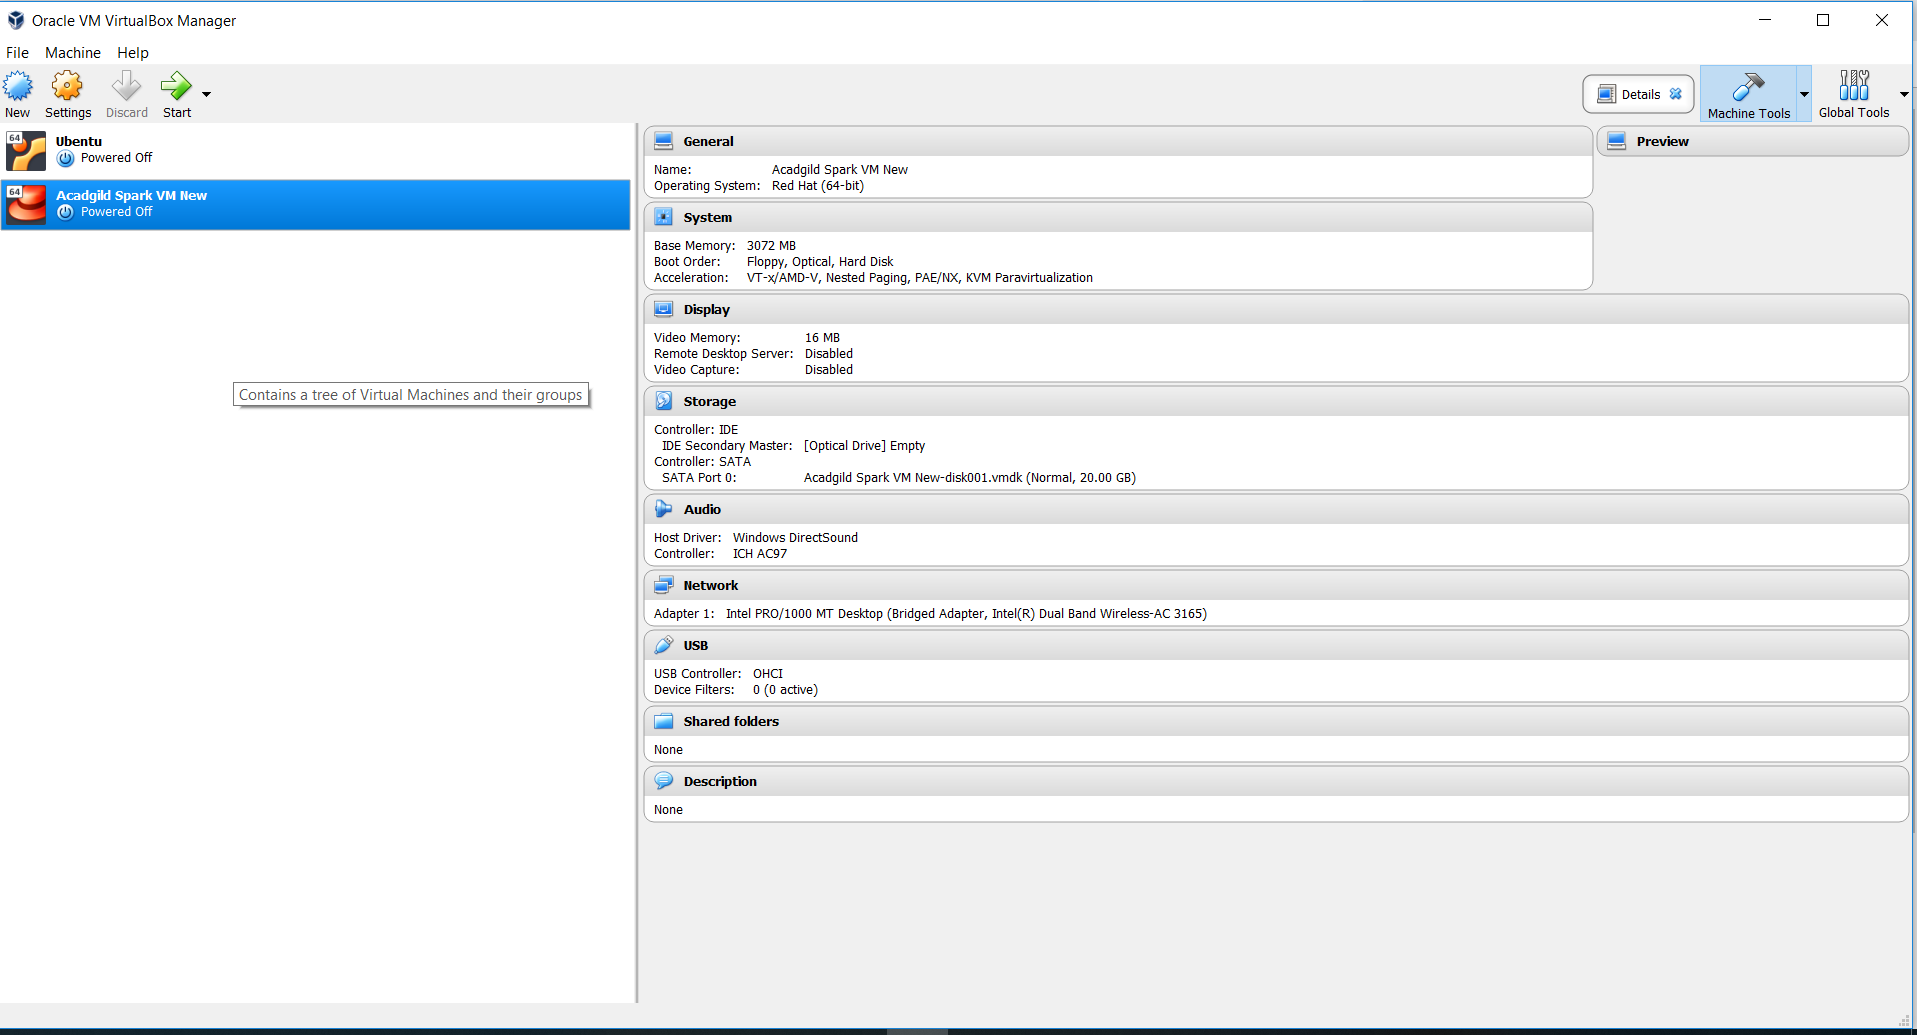 Oracle VM VirtualBox Manager
File Machine Help
New Settings Discard Start
Details Machine Tools Global Tools
64 Ubentu
Powered Off
64 Acadgild Spark VM New
Powered Off
Contains a tree of Virtual Machines and their groups
General
Name: Acadgild Spark VM New
Operating System: Red Hat (64-bit)
Preview
System
Base Memory: 3072 MB
Boot Order: Floppy, Optical, Hard Disk
Acceleration: VT-x/AMD-V, Nested Paging, PAE/NX, KVM Paravirtualization
Display
Video Memory: 16 MB
Remote Desktop Server: Disabled
Video Capture: Disabled
Storage
Controller: IDE
IDE Secondary Master: [Optical Drive] Empty
Controller: SATA
SATA Port 0: Acadgild Spark VM New-disk001.vmdk (Normal, 20.00 GB)
Audio
Host Driver: Windows DirectSound
Controller: ICH AC97
Network
Adapter 1: Intel PRO/1000 MT Desktop (Bridged Adapter, Intel(R) Dual Band Wireless-AC 3165)
USB
USB Controller: OHCI
Device Filters: 0 (0 active)
Shared folders
None
Description
None